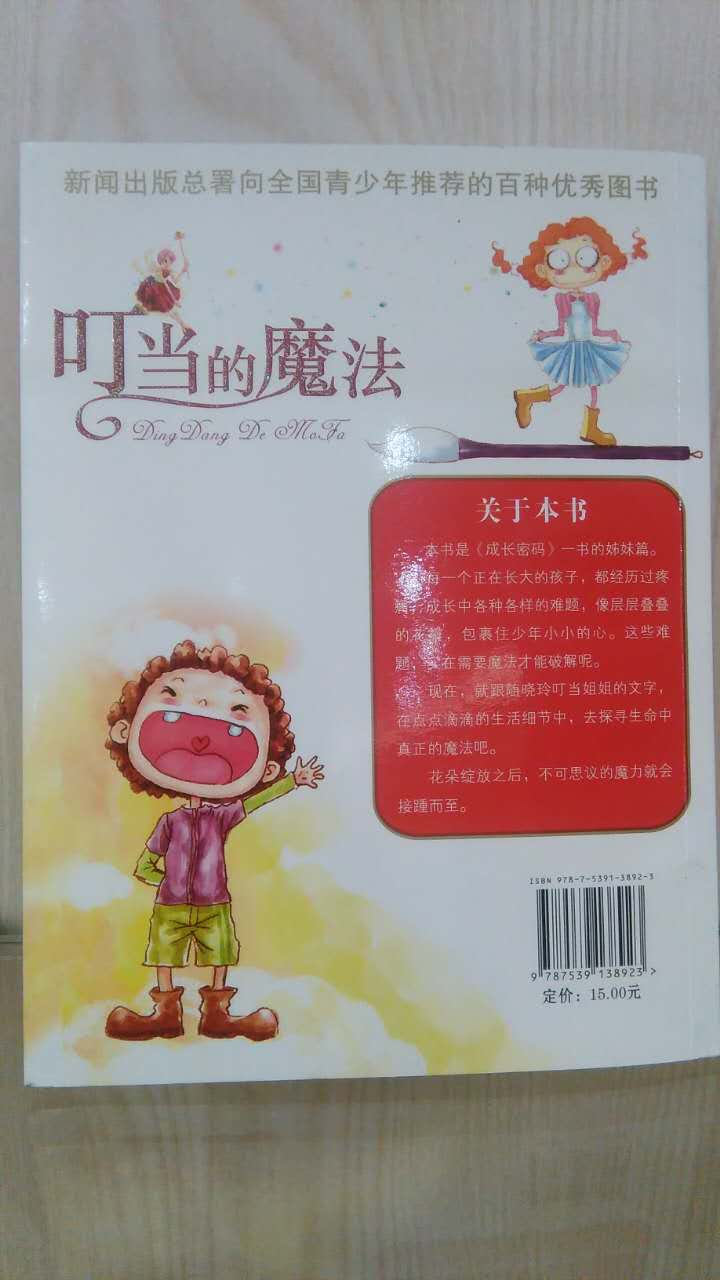 新闻出版总署向全国青少年推荐的百种优秀图书
叮当的魔法
DingDang De MoFa
关于本书
本书是《成长密码》一书的姊妹篇。
每一个正在长大的孩子，都经历过疼
成长中各种各样的难题，像层层叠叠
的花瓣，包裹住少年小小的心。这些难
题，实在需要魔法才能破解呢。
现在，就跟随晓玲叮当姐姐的文字，
在点点滴滴的生活细节中，去探寻生命中
真正的魔法吧。
花朵绽放之后，不可思议的魔力就会
接踵而至。
ISBN 978-7-5391-3892-3
9 787539 138923 >
定价：15.00元